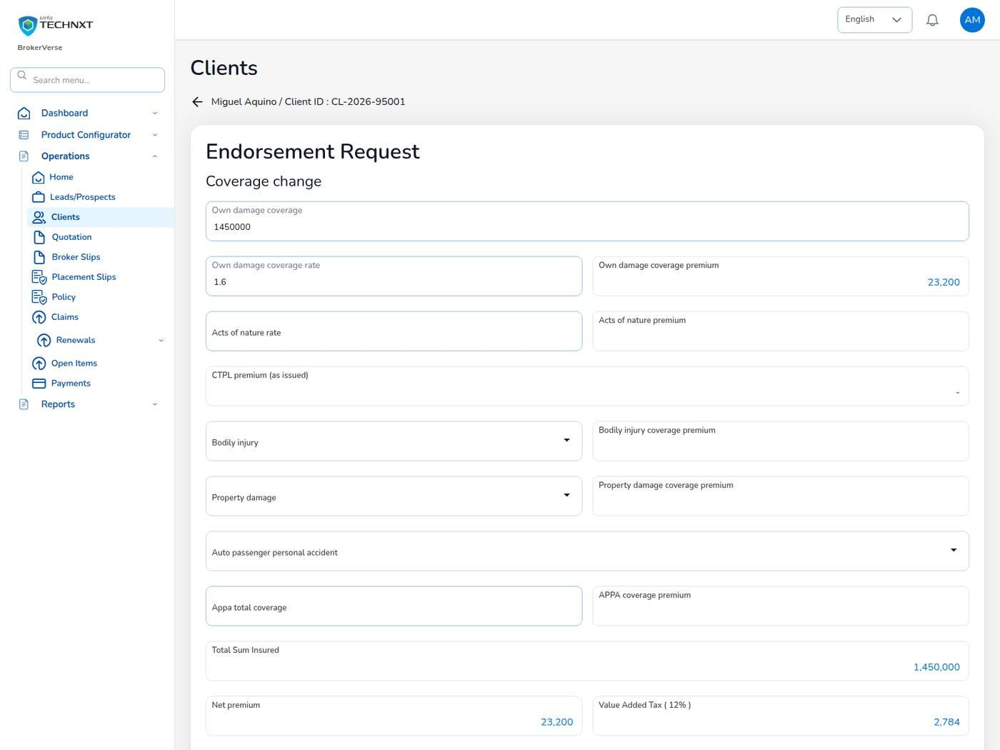 iorta
TECHNXT
BrokerVerse
Search menu...
Dashboard
Product Configurator
Operations
Home
Leads/Prospects
Clients
Quotation
Broker Slips
Placement Slips
Policy
Claims
Renewals
Open Items
Payments
Reports
English
AM
Clients
Miguel Aquino / Client ID : CL-2026-95001
Endorsement Request
Coverage change
Own damage coverage
1450000
Own damage coverage rate
1.6
Own damage coverage premium
23,200
Acts of nature rate
Acts of nature premium
CTPL premium (as issued)
-
Bodily injury
Bodily injury coverage premium
Property damage
Property damage coverage premium
Auto passenger personal accident
Appa total coverage
APPA coverage premium
Total Sum Insured
1,450,000
Net premium
23,200
Value Added Tax ( 12% )
2,784